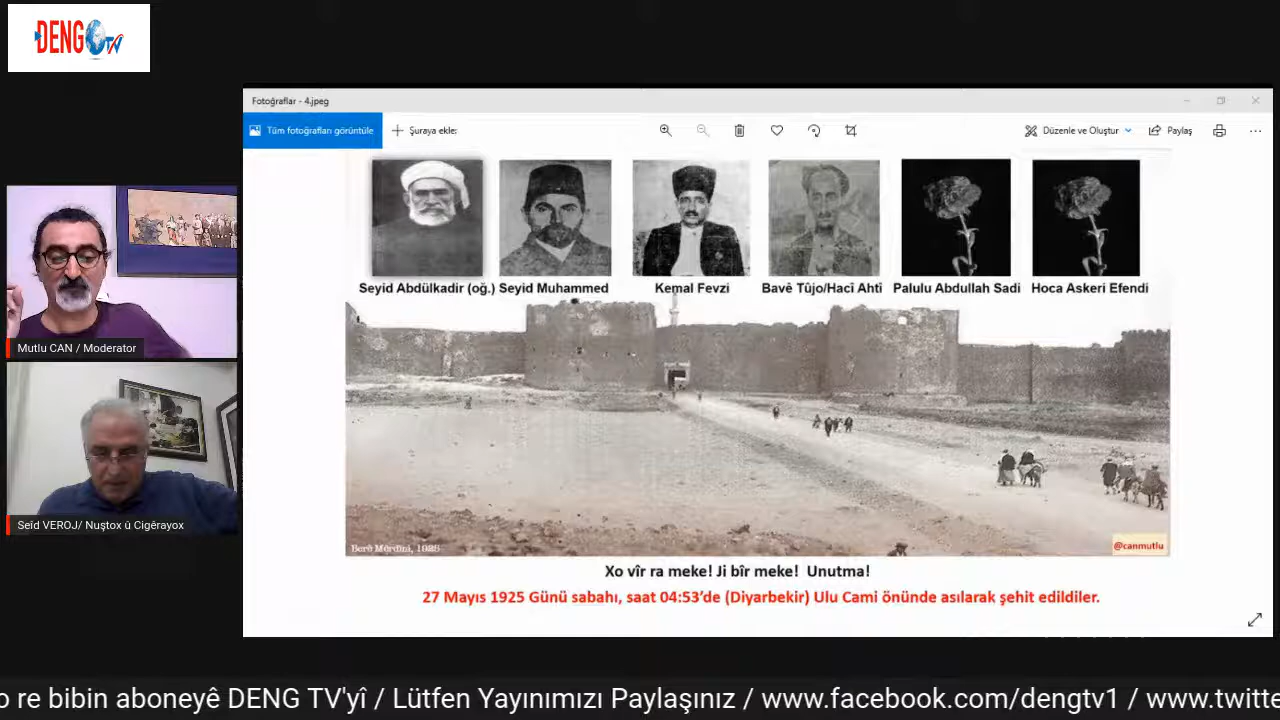 DENG TV
Fotoğraflar - 4.jpeg
Tüm fotoğrafları görüntüle
Şuraya ekle:
Düzenle ve Oluştur
Paylaş
Seyid Abdülkadir (oğ.) Seyid Muhammed
Kemal Fevzi
Bavê Tûjo/Hacî Ahtî
Palulu Abdullah Sadi
Hoca Askeri Efendi
Mutlu CAN / Moderator
Seîd VEROJ/ Nuştox û Cigêrayox
Berê Mêrdînî, 1925
@canmutlu
Xo vîr ra meke! Ji bîr meke! Unutma!
27 Mayıs 1925 Günü sabahı, saat 04:53'de (Diyarbekir) Ulu Cami önünde asılarak şehit edildiler.
o re bibin aboneyê DENG TV'yî / Lütfen Yayınımızı Paylaşınız / www.facebook.com/dengtv1 / www.twitte